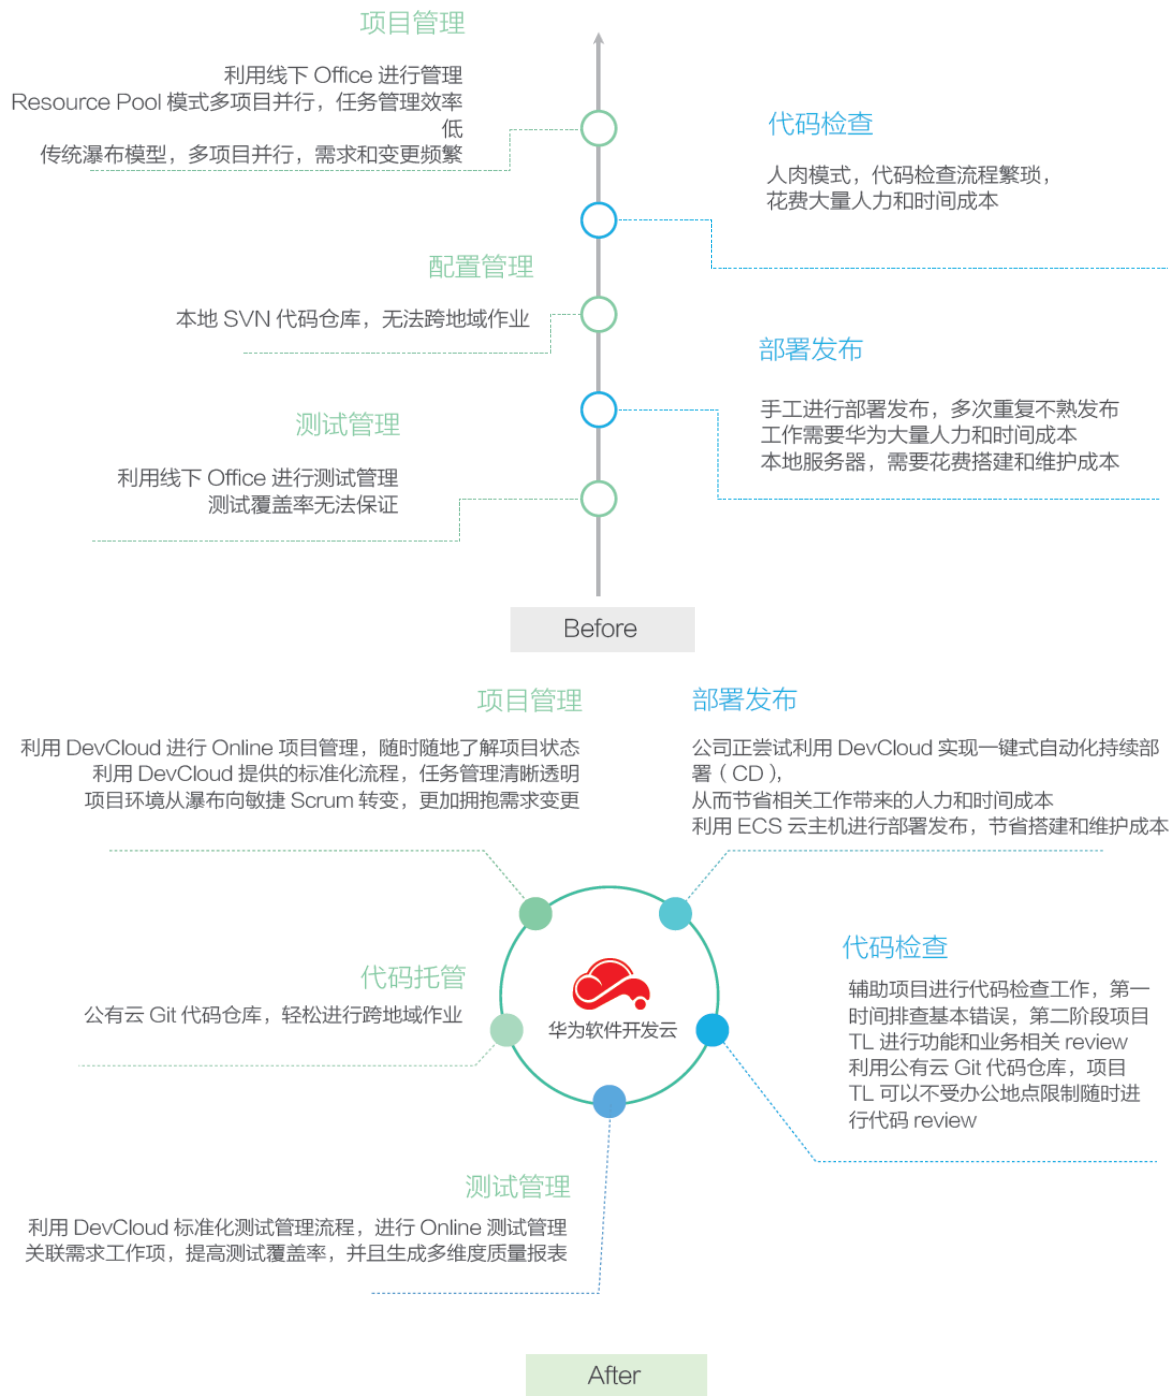 项目管理
利用线下 Office 进行管理
Resource Pool 模式多项目并行，任务管理效率
低
传统瀑布模型，多项目并行，需求和变更频繁
代码检查
人肉模式，代码检查流程繁琐，
花费大量人力和时间成本
配置管理
本地 SVN 代码仓库，无法跨地域作业
部署发布
手工进行部署发布，多次重复不熟发布
工作需要华为大量人力和时间成本
本地服务器，需要花费搭建和维护成本
测试管理
利用线下 Office 进行测试管理
测试覆盖率无法保证
Before
项目管理
利用 DevCloud 进行 Online 项目管理，随时随地了解项目状态
利用 DevCloud 提供的标准化流程，任务管理清晰透明
项目环境从瀑布向敏捷 Scrum 转变，更加拥抱需求变更
部署发布
公司正尝试利用 DevCloud 实现一键式自动化持续部
署（CD），
从而节省相关工作带来的人力和时间成本
利用 ECS 云主机进行部署发布，节省搭建和维护成本
代码托管
公有云 Git 代码仓库，轻松进行跨地域作业
华为软件开发云
代码检查
辅助项目进行代码检查工作，第一
时间排查基本错误，第二阶段项目
TL 进行功能和业务相关 review
利用公有云 Git 代码仓库，项目
TL 可以不受办公地点限制随时进
行代码 review
测试管理
利用 DevCloud 标准化测试管理流程，进行 Online 测试管理
关联需求工作项，提高测试覆盖率，并且生成多维度质量报表
After